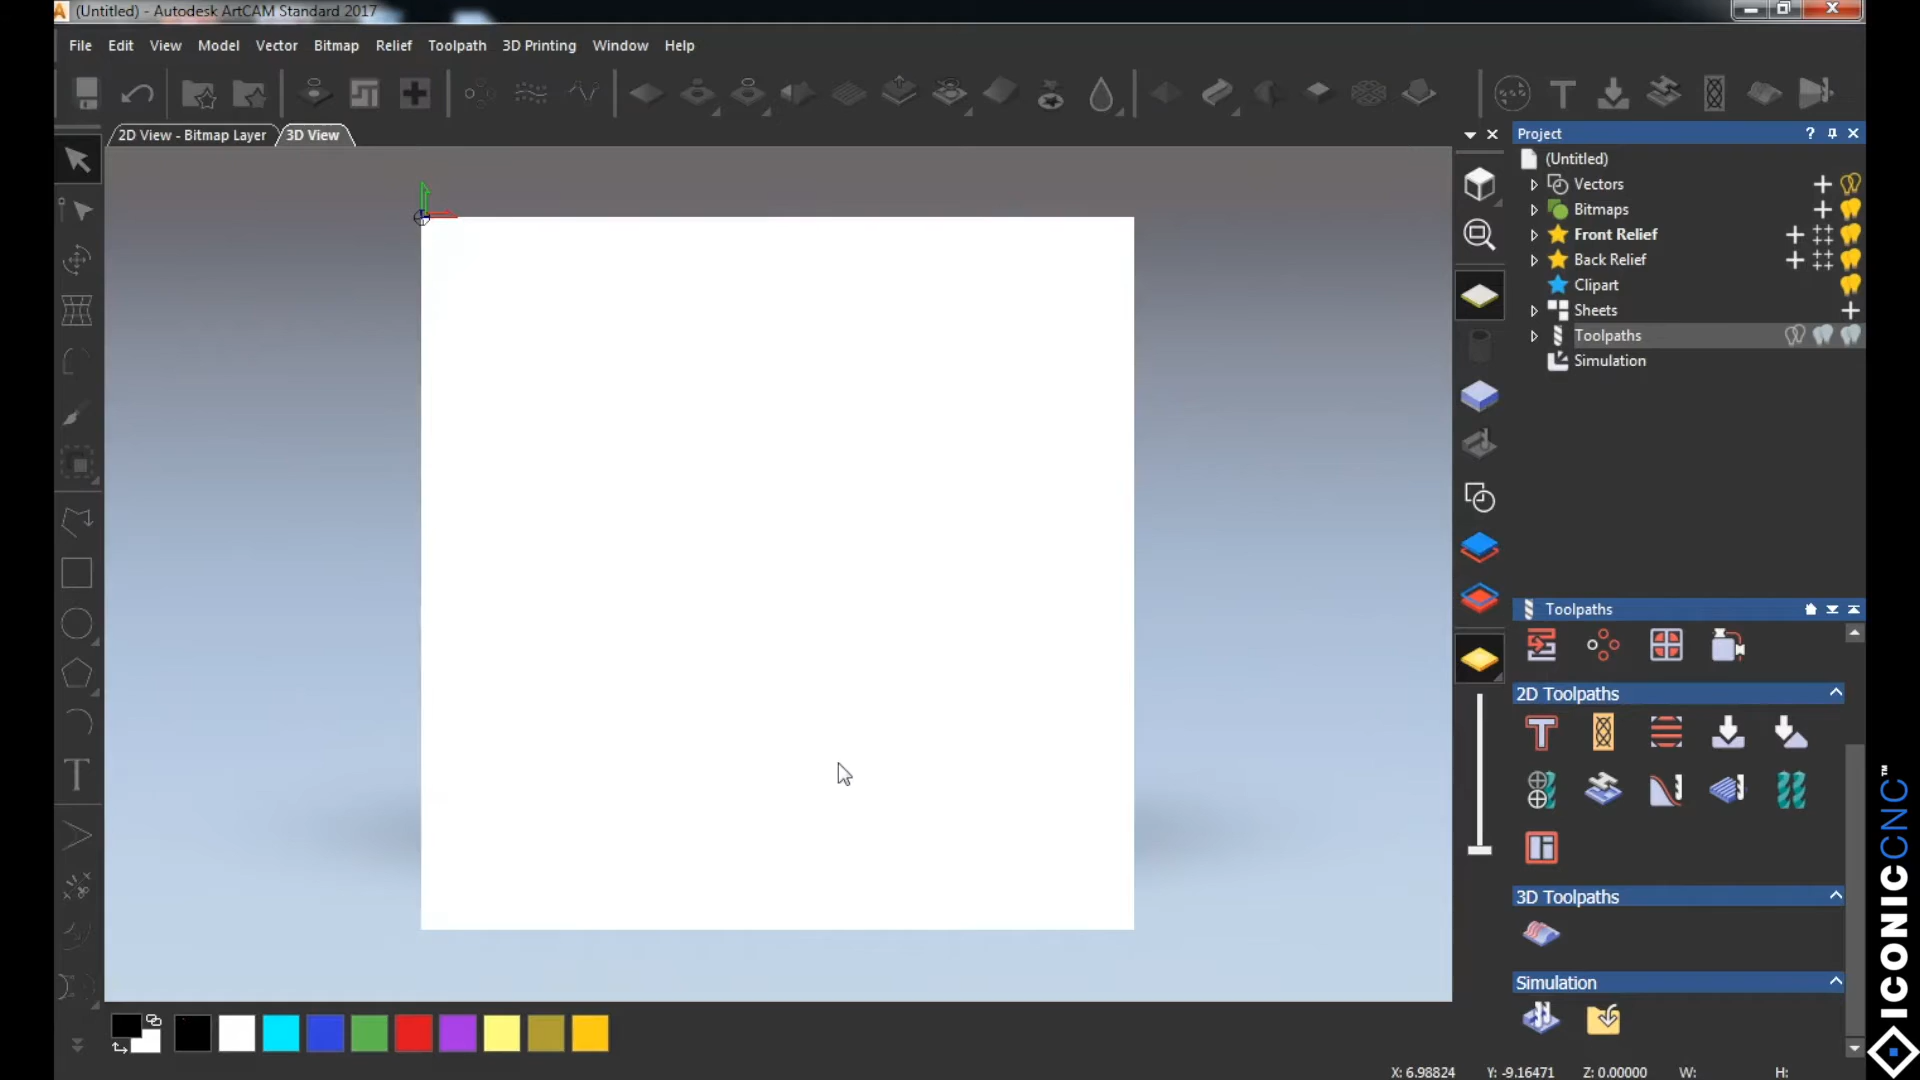 (Untitled) - Autodesk ArtCAM Standard 2017
File Edit View Model Vector Bitmap Relief Toolpath 3D Printing Window Help
2D View - Bitmap Layer 3D View
Project
(Untitled)
Vectors
Bitmaps
Front Relief
Back Relief
Clipart
Sheets
Toolpaths
Simulation
Toolpaths
2D Toolpaths
3D Toolpaths
Simulation
X: 6.98824 Y: -9.16471 Z: 0.00000 W: H:
ICONICCNC™